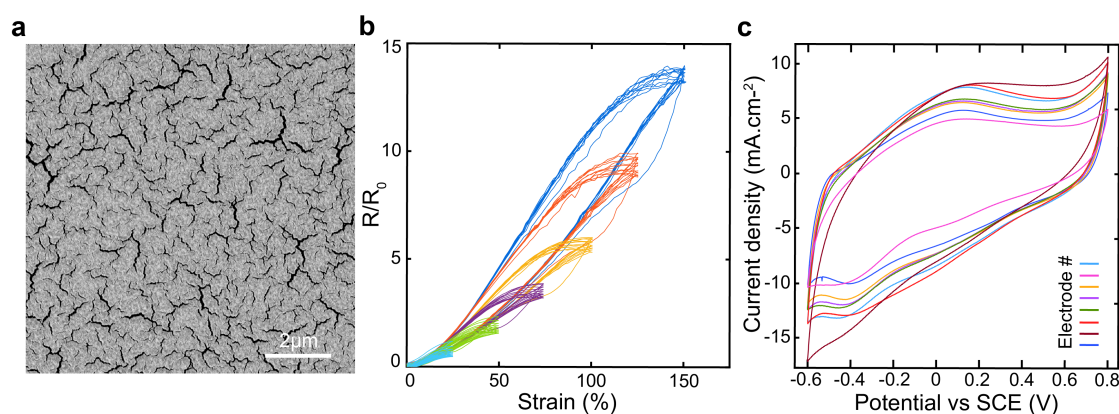 a
2µm
b
R/R0
15
10
5
0
0
50
100
150
Strain (%)
c
Current density (mA.cm-2)
10
5
0
-5
-10
-15
-0.6
-0.4
-0.2
0
0.2
0.4
0.6
0.8
Potential vs SCE (V)
Electrode #